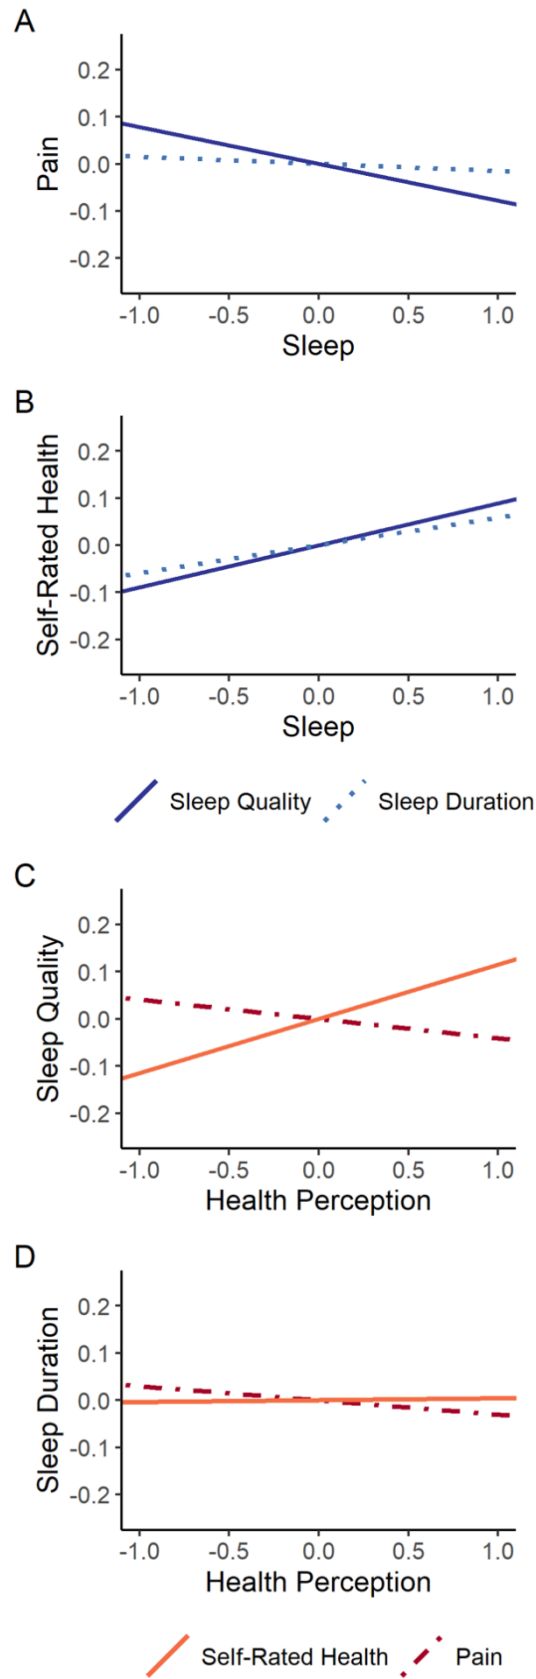 A
0.2
0.1
0.0
-0.1
-0.2
Pain
-1.0 -0.5 0.0 0.5 1.0
Sleep
B
0.2
0.1
0.0
-0.1
-0.2
Self-Rated Health
-1.0 -0.5 0.0 0.5 1.0
Sleep
Sleep Quality Sleep Duration
C
0.2
0.1
0.0
-0.1
-0.2
Sleep Quality
-1.0 -0.5 0.0 0.5 1.0
Health Perception
D
0.2
0.1
0.0
-0.1
-0.2
Sleep Duration
-1.0 -0.5 0.0 0.5 1.0
Health Perception
Self-Rated Health Pain